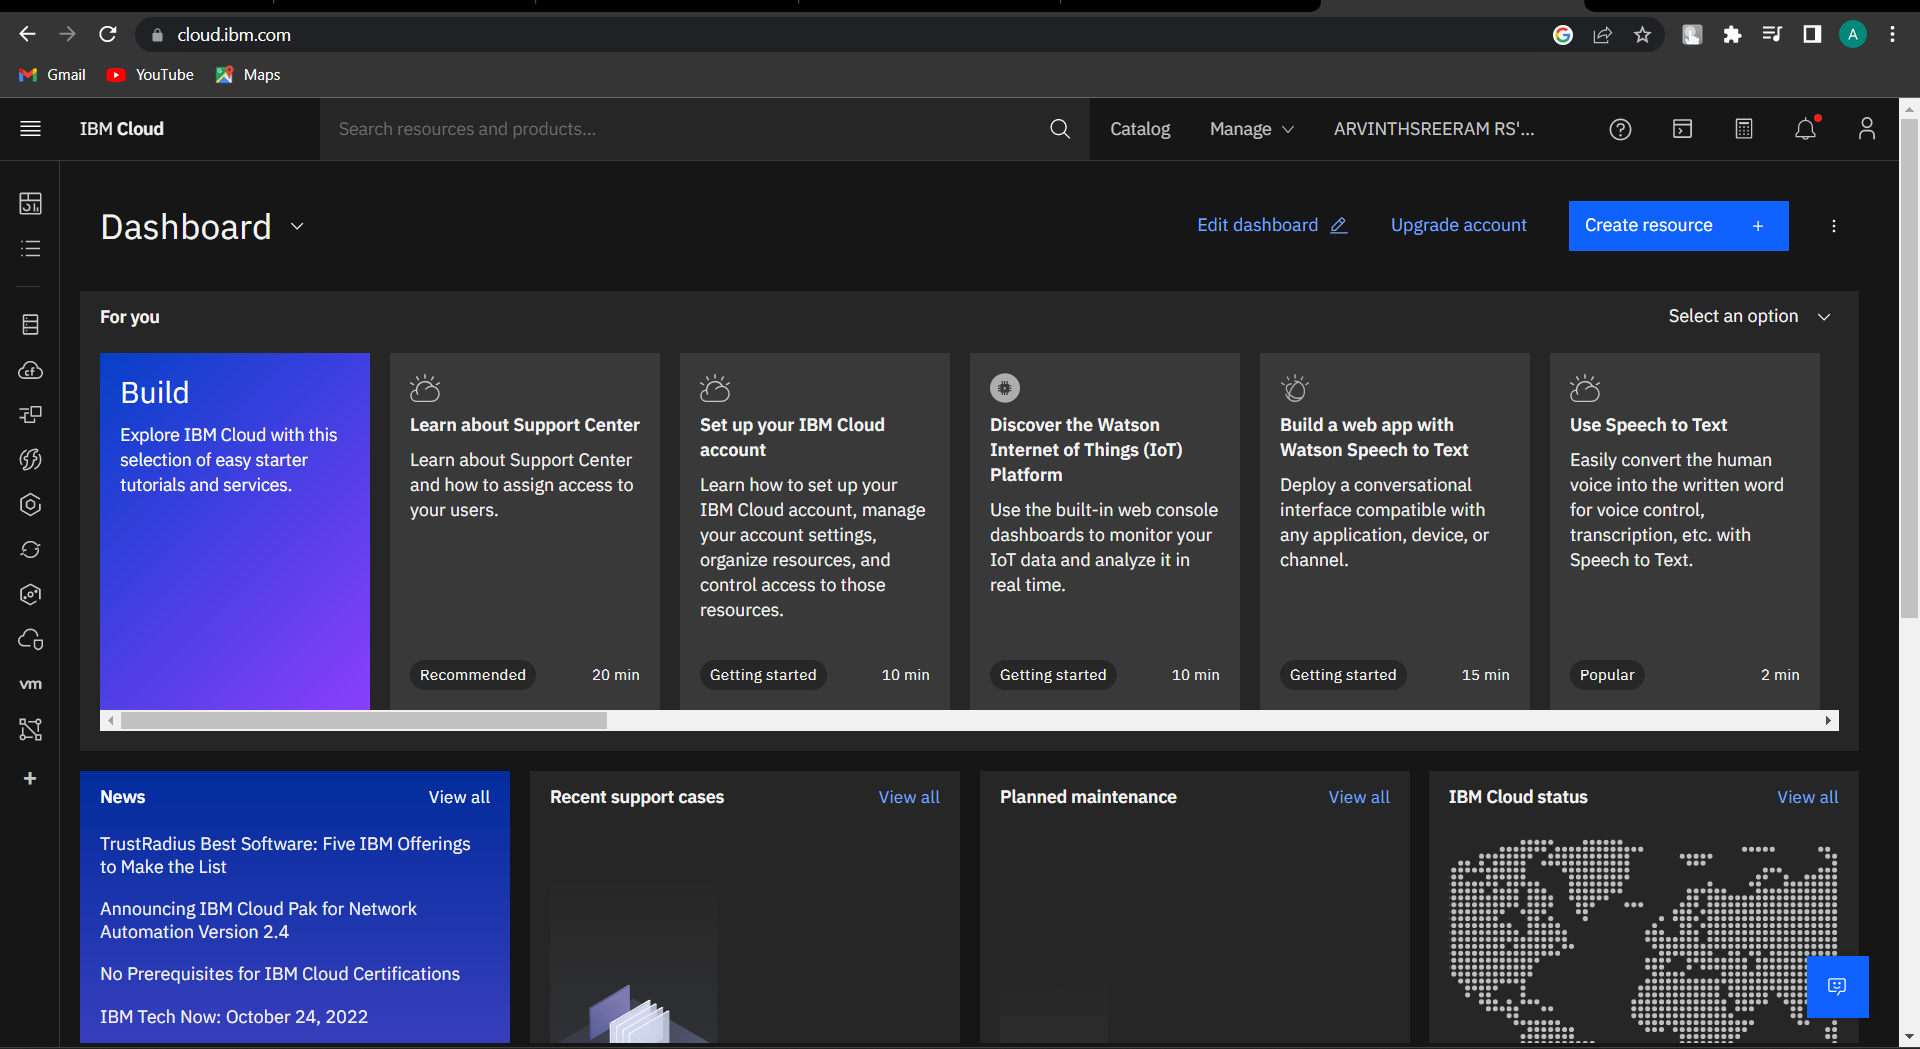 cloud.ibm.com
A
Gmail
YouTube
Maps
IBM Cloud
Search resources and products...
Catalog
Manage
ARVINTHSREERAM RS'...
Dashboard
Edit dashboard
Upgrade account
Create resource +
For you
Select an option
Build
Explore IBM Cloud with this
selection of easy starter
tutorials and services.
Learn about Support Center
Learn about Support Center
and how to assign access to
your users.
Recommended
20 min
Set up your IBM Cloud
account
Learn how to set up your
IBM Cloud account, manage
your account settings,
organize resources, and
control access to those
resources.
Getting started
10 min
Discover the Watson
Internet of Things (IoT)
Platform
Use the built-in web console
dashboards to monitor your
IoT data and analyze it in
real time.
Getting started
10 min
Build a web app with
Watson Speech to Text
Deploy a conversational
interface compatible with
any application, device, or
channel.
Getting started
15 min
Use Speech to Text
Easily convert the human
voice into the written word
for voice control,
transcription, etc. with
Speech to Text.
Popular
2 min
cf
vm
News
View all
TrustRadius Best Software: Five IBM Offerings
to Make the List
Announcing IBM Cloud Pak for Network
Automation Version 2.4
No Prerequisites for IBM Cloud Certifications
IBM Tech Now: October 24, 2022
Recent support cases
View all
Planned maintenance
View all
IBM Cloud status
View all